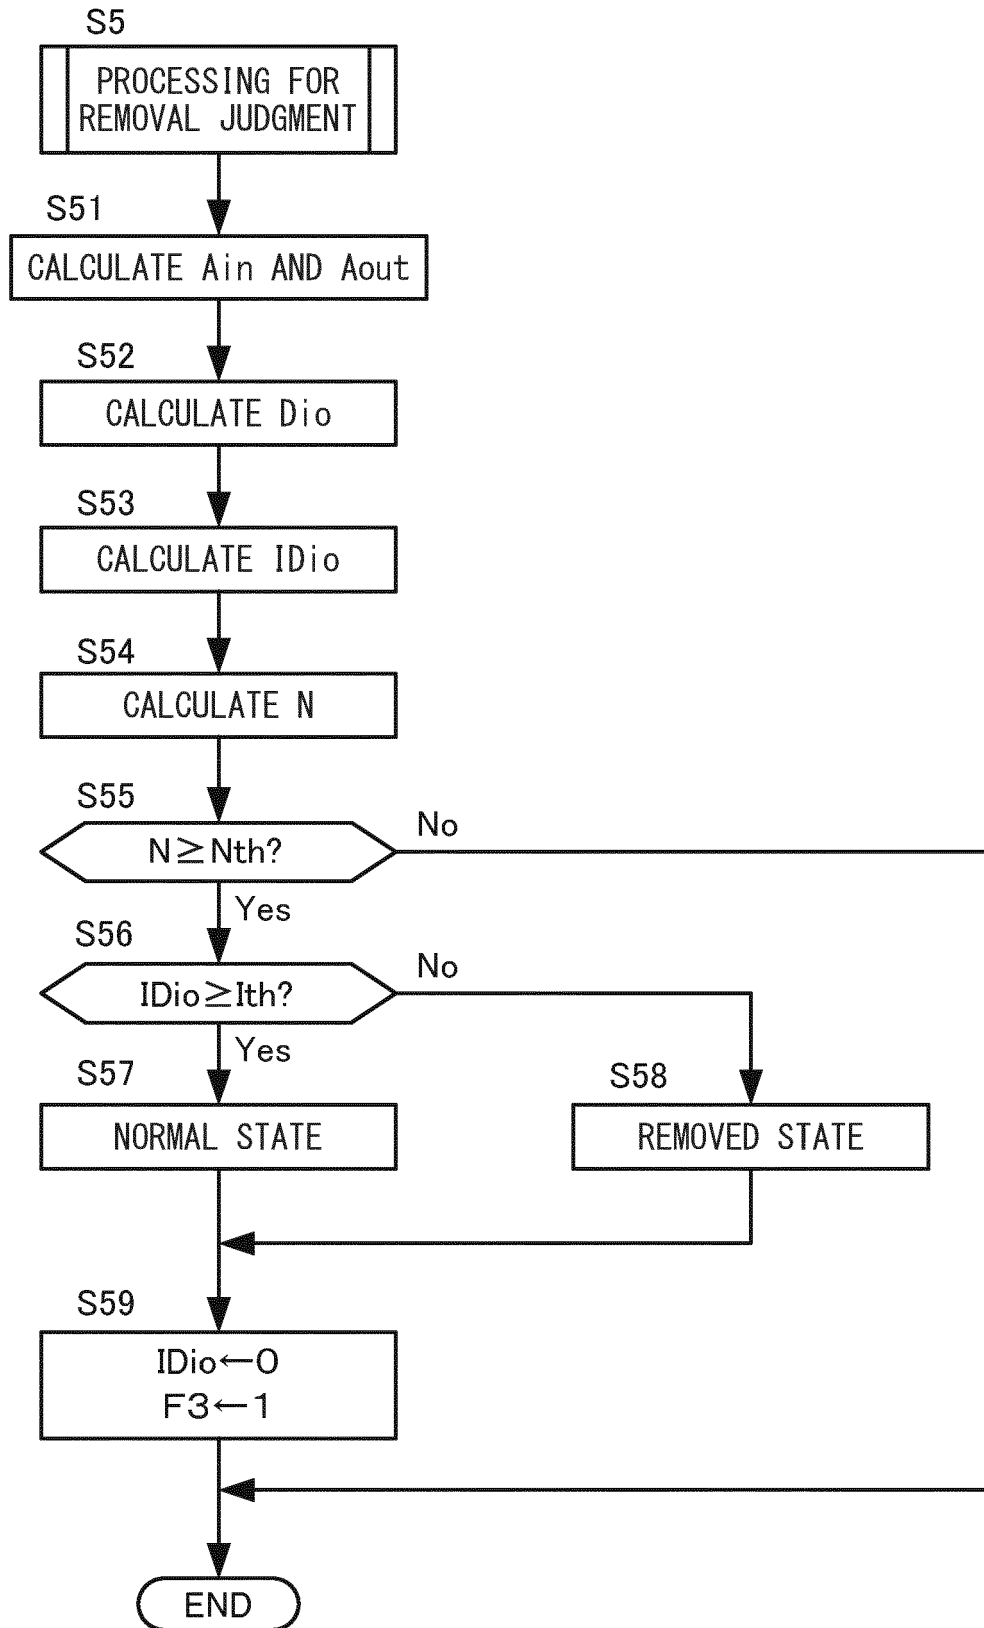 S5
PROCESSING FOR
REMOVAL JUDGMENT
S51
CALCULATE Ain AND Aout
S52
CALCULATE Dio
S53
CALCULATE IDio
S54
CALCULATE N
S55
N≧Nth?
No
Yes
S56
IDio≧Ith?
No
Yes
S57
NORMAL STATE
S58
REMOVED STATE
S59
IDio←0
F3←1
END